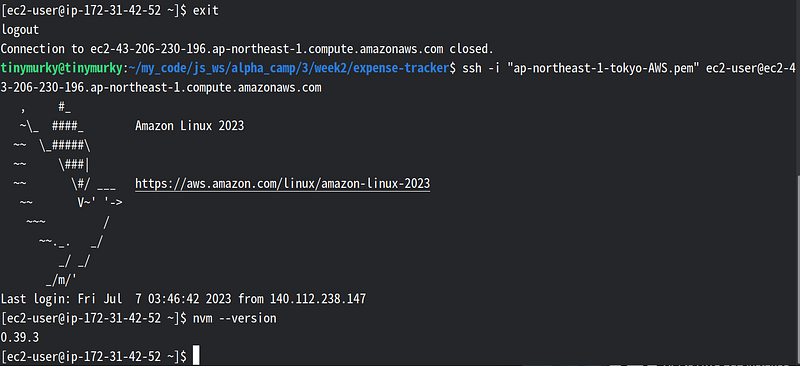 [ec2-user@ip-172-31-42-52 ~]$ exit
logout
Connection to ec2-43-206-230-196.ap-northeast-1.compute.amazonaws.com closed.
tinymurky@tinymurky:~/my_code/js_ws/alpha_camp/3/week2/expense-tracker$ ssh -i "ap-northeast-1-tokyo-AWS.pem" ec2-user@ec2-4
3-206-230-196.ap-northeast-1.compute.amazonaws.com
   ,     #_
   ~\_  ####_        Amazon Linux 2023
  ~~  \_#####\
  ~~     \###|
  ~~       \#/ ___   https://aws.amazon.com/linux/amazon-linux-2023
   ~~       V~' '->
    ~~~         /
      ~~._.   _/
         _/ _/
       _/m/'
Last login: Fri Jul  7 03:46:42 2023 from 140.112.238.147
[ec2-user@ip-172-31-42-52 ~]$ nvm --version
0.39.3
[ec2-user@ip-172-31-42-52 ~]$